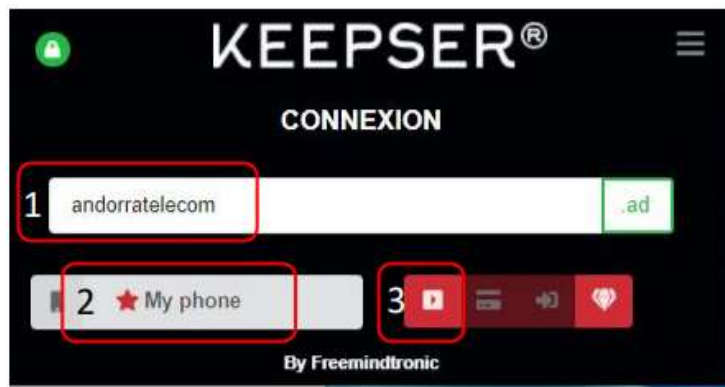 KEEPSER®
CONNEXION
1 andorratelecom .ad
2 My phone 3
By Freemindtronic